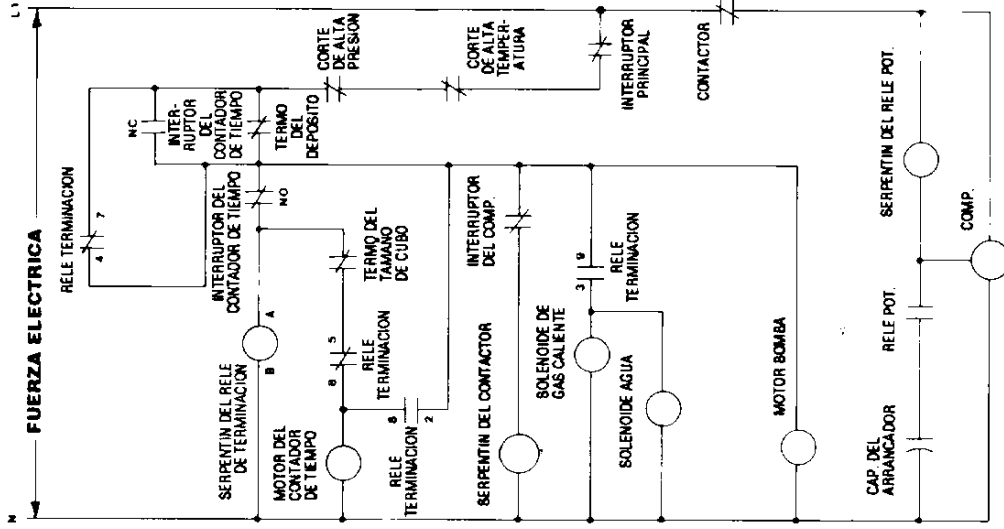 L1
N
FUERZA ELECTRICA
RELE TERMINACION
4 7
NC
INTER-
RUPTOR
DEL
CONTADOR
DE TIEMPO
TERMO
DEL
DEPOSITO
CORTE
DE ALTA
PRESION
CORTE
DE ALTA
TEMPER-
ATURA
INTERRUPTOR
PRINCIPAL
CONTACTOR
INTERRUPTOR DEL
CONTADOR DE TIEMPO
NO
SERPENTIN DEL RELE
DE TERMINACION
B A
TERMO DEL
TAMANO
DE CUBO
MOTOR DEL
CONTADOR
DE TIEMPO
8 5
RELE
TERMINACION
RELE
TERMINACION
8
2
SERPENTIN DEL CONTACTOR
INTERRUPTOR
DEL COMP.
SOLENOIDE DE
GAS CALIENTE
3 9
RELE
TERMINACION
SOLENOIDE AGUA
MOTOR BOMBA
CAP. DEL
ARRANCADOR
RELE POT.
SERPENTIN DEL RELE POT.
COMP.